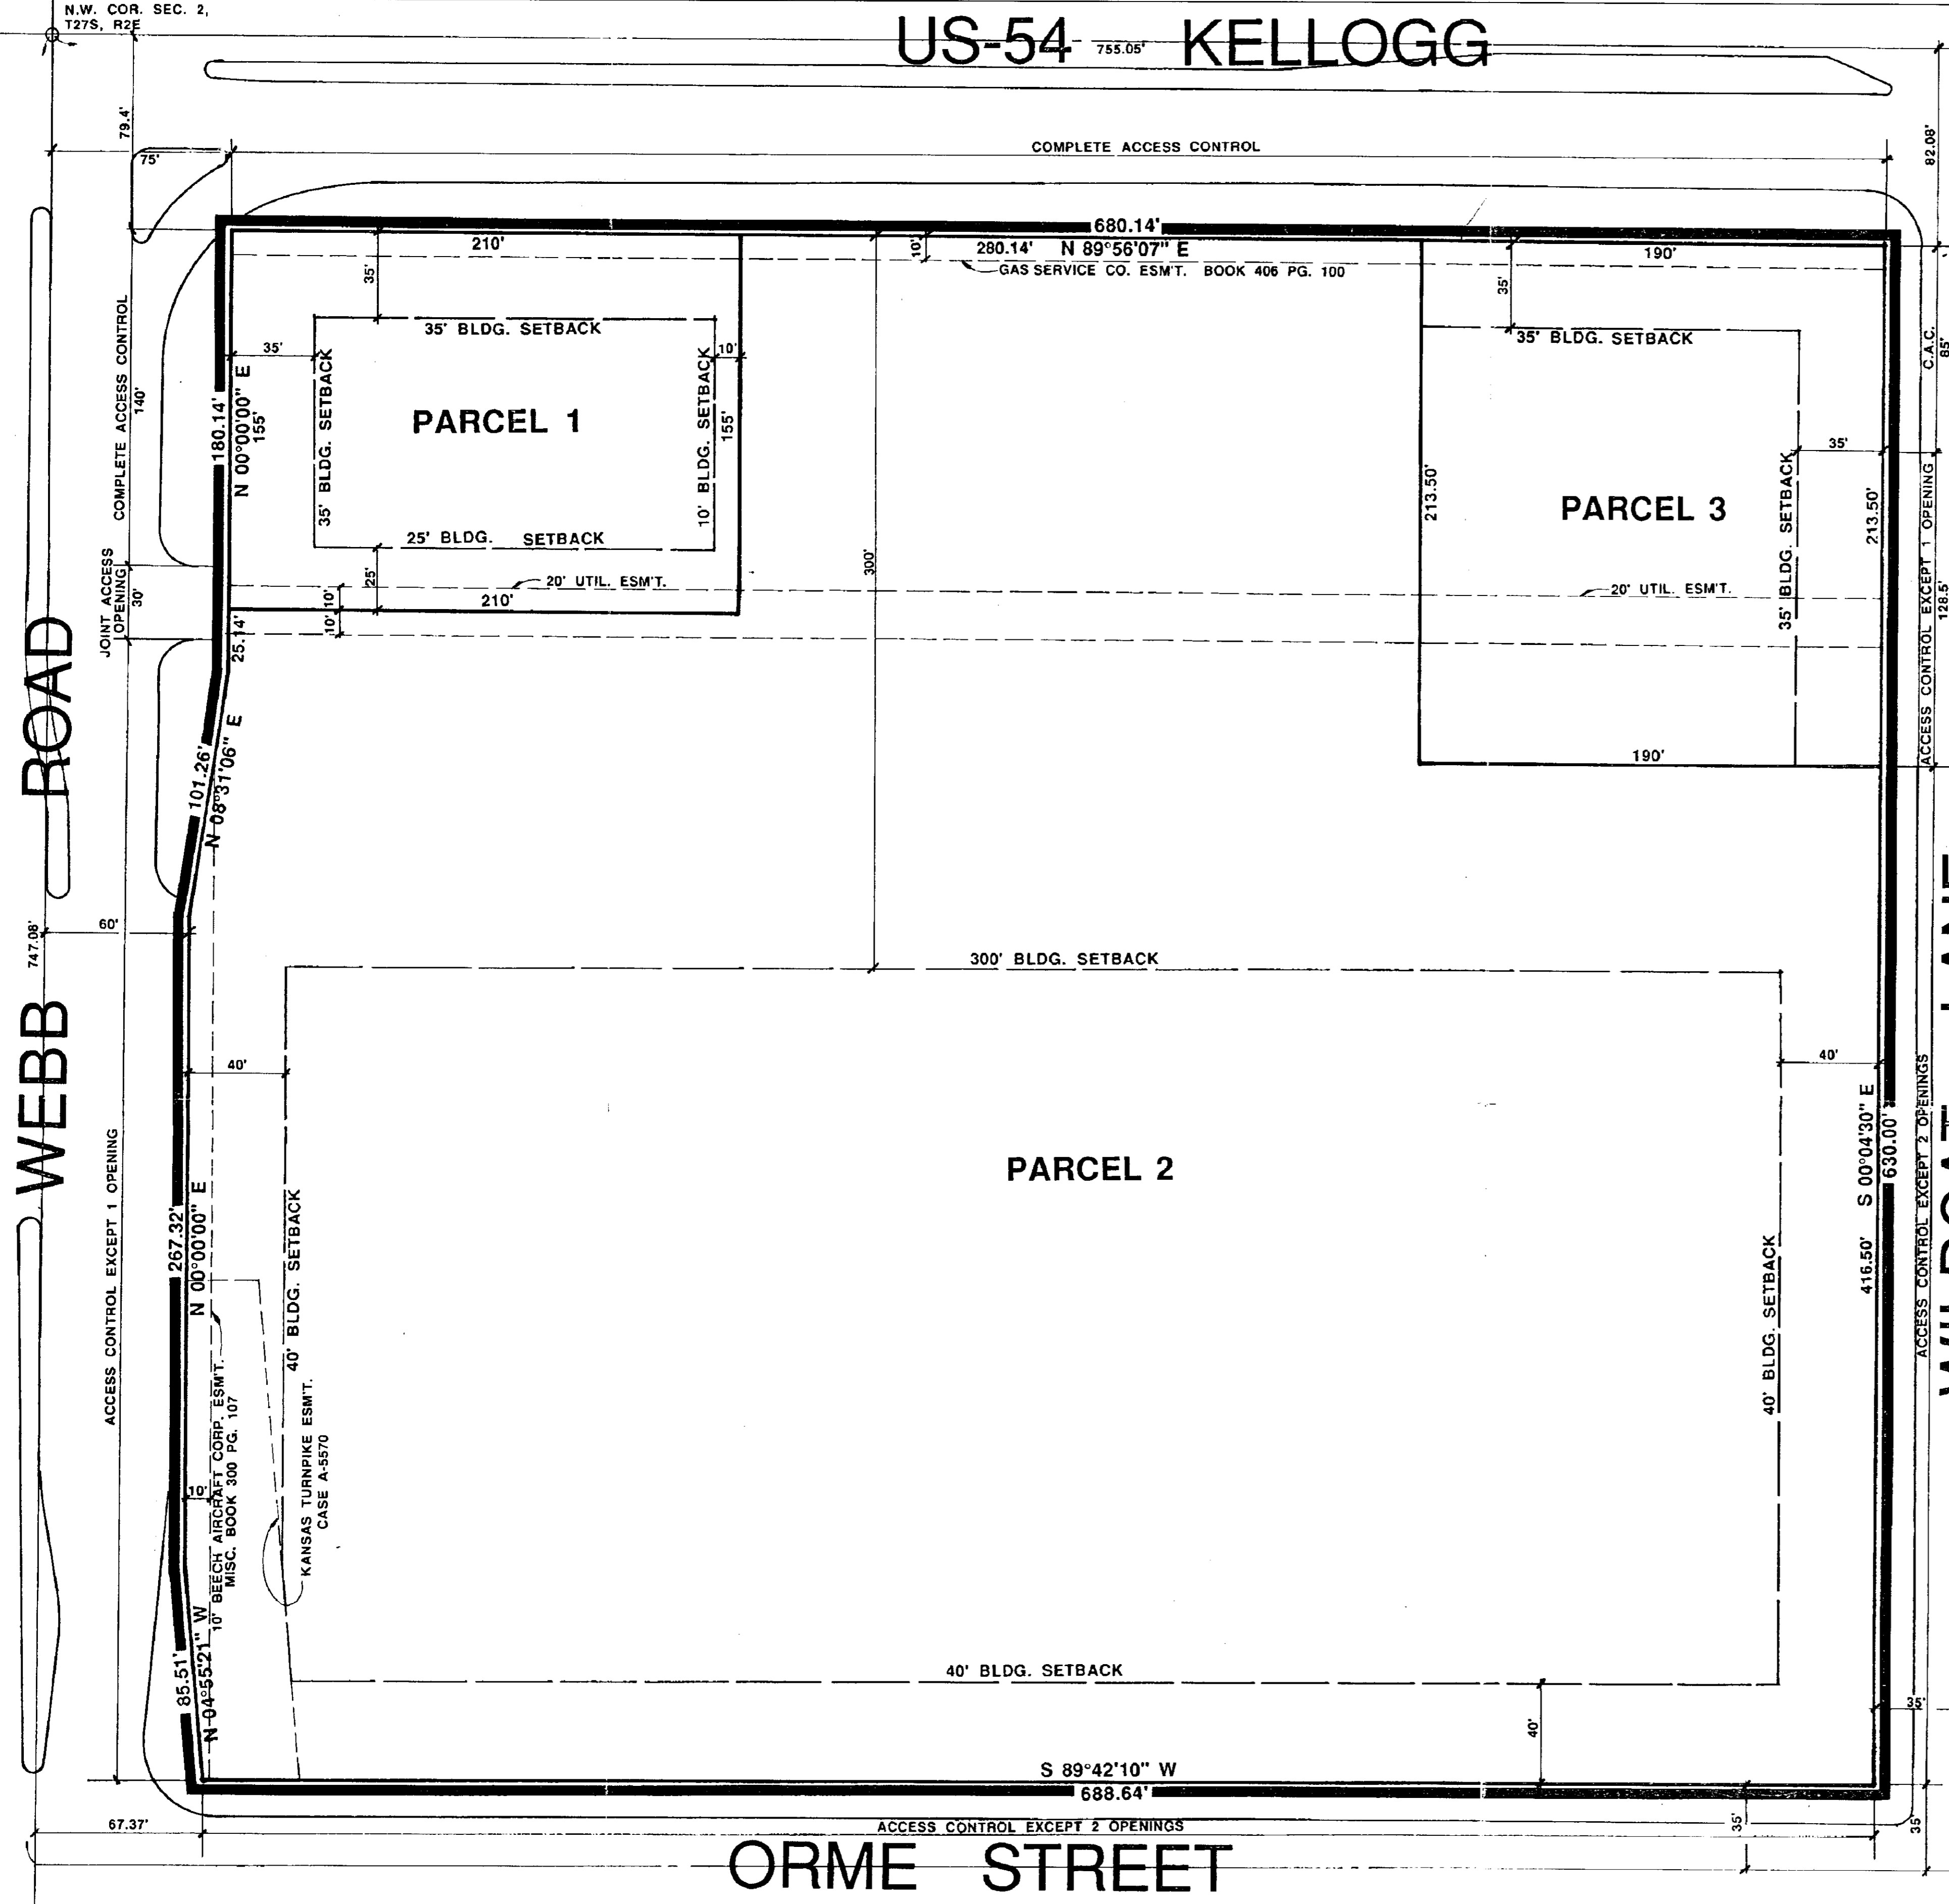 N.W. COR. SEC. 2,
T27S, R2E
US-54 KELLOGG
755.05'
79.4'
75'
COMPLETE ACCESS CONTROL
82.08'
680.14'
210'
10'
280.14' N 89°56'07" E
190'
GAS SERVICE CO. ESM'T. BOOK 406 PG. 100
35'
35'
35' BLDG. SETBACK
35' BLDG. SETBACK
35'
10'
C.A.C.
85'
COMPLETE ACCESS CONTROL
140'
180.14'
N 00°00'00" E
155'
35' BLDG. SETBACK
PARCEL 1
10' BLDG. SETBACK
155'
35'
213.50'
PARCEL 3
35' BLDG. SETBACK
213.50'
ACCESS CONTROL EXCEPT 1 OPENING
128.5'
25' BLDG. SETBACK
300'
JOINT ACCESS
OPENING
30'
25'
20' UTIL. ESM'T.
20' UTIL. ESM'T.
10'
210'
10'
25.14'
WEBB ROAD
101.26'
N 08°31'06" E
190'
60'
747.08'
300' BLDG. SETBACK
40'
40'
PARCEL 2
ACCESS CONTROL EXCEPT 1 OPENING
267.32'
N 00°00'00" E
40' BLDG. SETBACK
40' BLDG. SETBACK
416.50' S 00°04'30" E
630.00'
ACCESS CONTROL EXCEPT 2 OPENINGS
10'
10' BEECH AIRCRAFT CORP. ESM'T.
MISC. BOOK 300 PG. 107
KANSAS TURNPIKE ESM'T.
CASE A-5570
85.51'
N 04°55'21" W
40' BLDG. SETBACK
40'
35'
S 89°42'10" W
688.64'
67.37'
ACCESS CONTROL EXCEPT 2 OPENINGS
35'
35'
ORME STREET